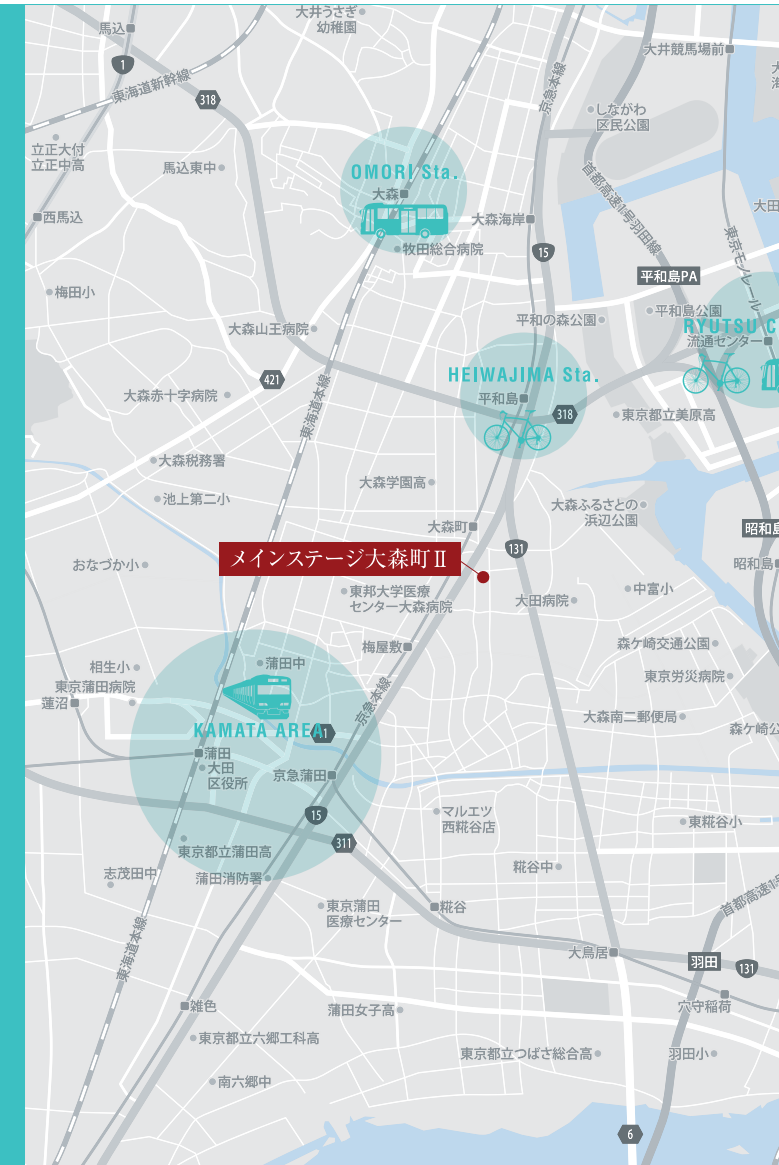 大井うさぎ
幼稚園
馬込
大井競馬場前
1
東海道新幹線
京急本線
318
しながわ
区民公園
立正大付
立正中高
馬込東中
OMORI Sta.
首都高速1号羽田線
大森
大田
西馬込
大森海岸
東京モノレール
15
牧田総合病院
平和島PA
梅田小
平和島公園
平和の森公園
RYUTSU C
大森山王病院
流通センター
HEIWAJIMA Sta.
421
大森赤十字病院
東海道本線
平和島
318
東京都立美原高
大森税務署
大森学園高
池上第二小
大森ふるさとの
浜辺公園
大森町
昭和島
131
メインステージ大森町Ⅱ
おなづか小
昭和島
東邦大学医療
センター大森病院
大田病院
中富小
梅屋敷
森ケ崎交通公園
蒲田中
相生小
東京蒲田病院
東京労災病院
蓮沼
京急本線
大森南二郵便局
KAMATA AREA
11
森ケ崎公
蒲田
大田
区役所
京急蒲田
15
マルエツ
西糀谷店
東糀谷小
311
東京都立蒲田高
糀谷中
志茂田中
蒲田消防署
首都高速1号
東京蒲田
医療センター
糀谷
東海道本線
大鳥居
羽田
131
雑色
蒲田女子高
穴守稲荷
東京都立六郷工科高
東京都立つばさ総合高
羽田小
南六郷中
6